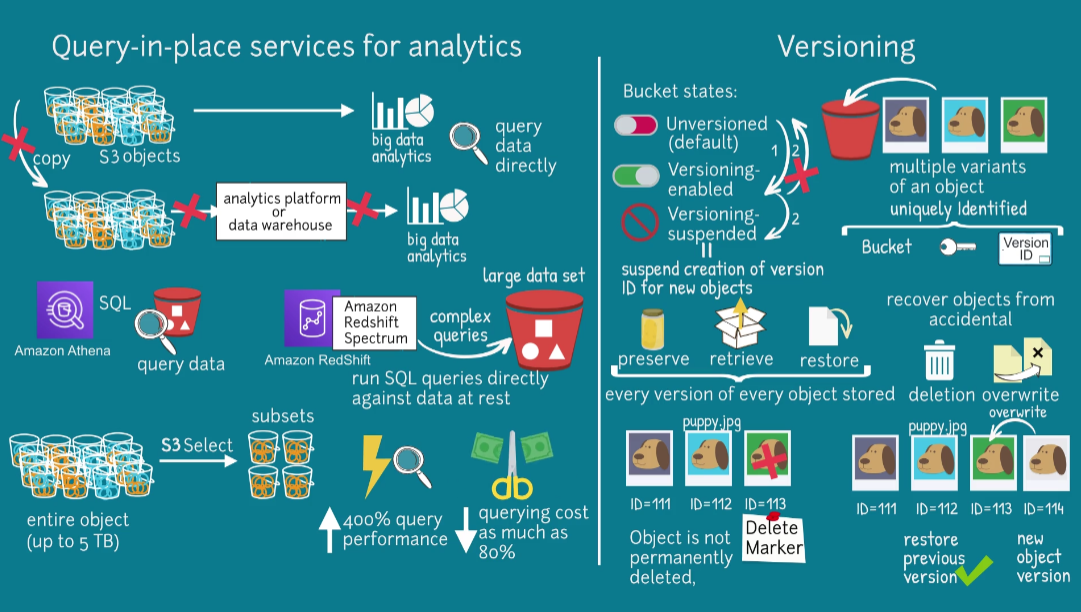 Query-in-place services for analytics
copy
S3 objects
big data
analytics
query
data
directly
analytics platform
or
data warehouse
big data
analytics
Amazon Athena
SQL
query data
Amazon RedShift
Amazon
Redshift
Spectrum
complex
queries
large data set
run SQL queries directly
against data at rest
entire object
(up to 5 TB)
S3 Select
subsets
400% query
performance
querying cost
as much as
80%
Versioning
Bucket states:
Unversioned
(default)
Versioning-
enabled
Versioning-
suspended
1
2
2
suspend creation of version
ID for new objects
multiple variants
of an object
uniquely Identified
Bucket
Version
ID
preserve
retrieve
restore
every version of every object stored
recover objects from
accidental
deletion
overwrite
puppy.jpg
ID=111
ID=112
ID=113
Object is not
permanently
deleted,
Delete
Marker
overwrite
puppy.jpg
ID=111
ID=112
ID=113
ID=114
restore
previous
version
new
object
version